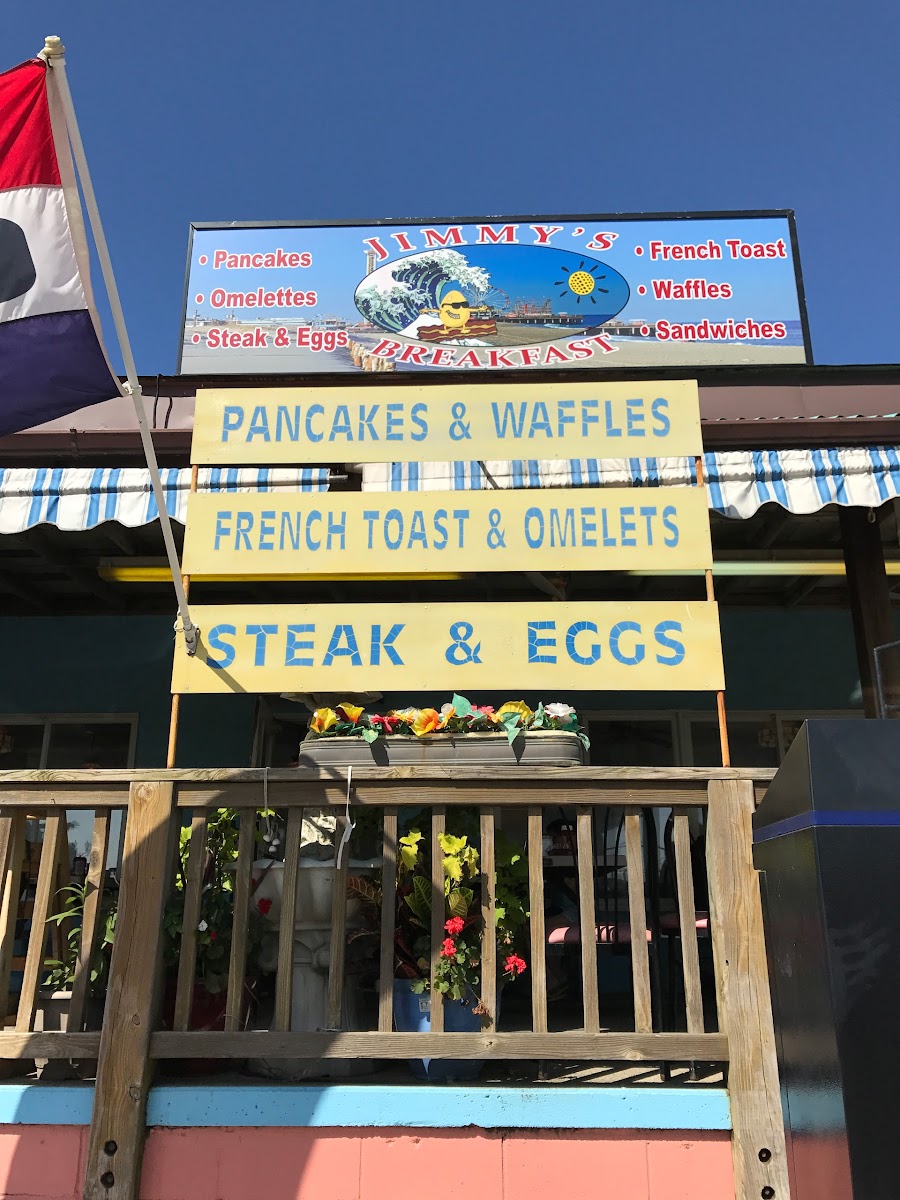 JIMMY'S
BREAKFAST
• Pancakes
• Omelettes
• Steak & Eggs
• French Toast
• Waffles
• Sandwiches
PANCAKES & WAFFLES
FRENCH TOAST & OMELETS
STEAK & EGGS